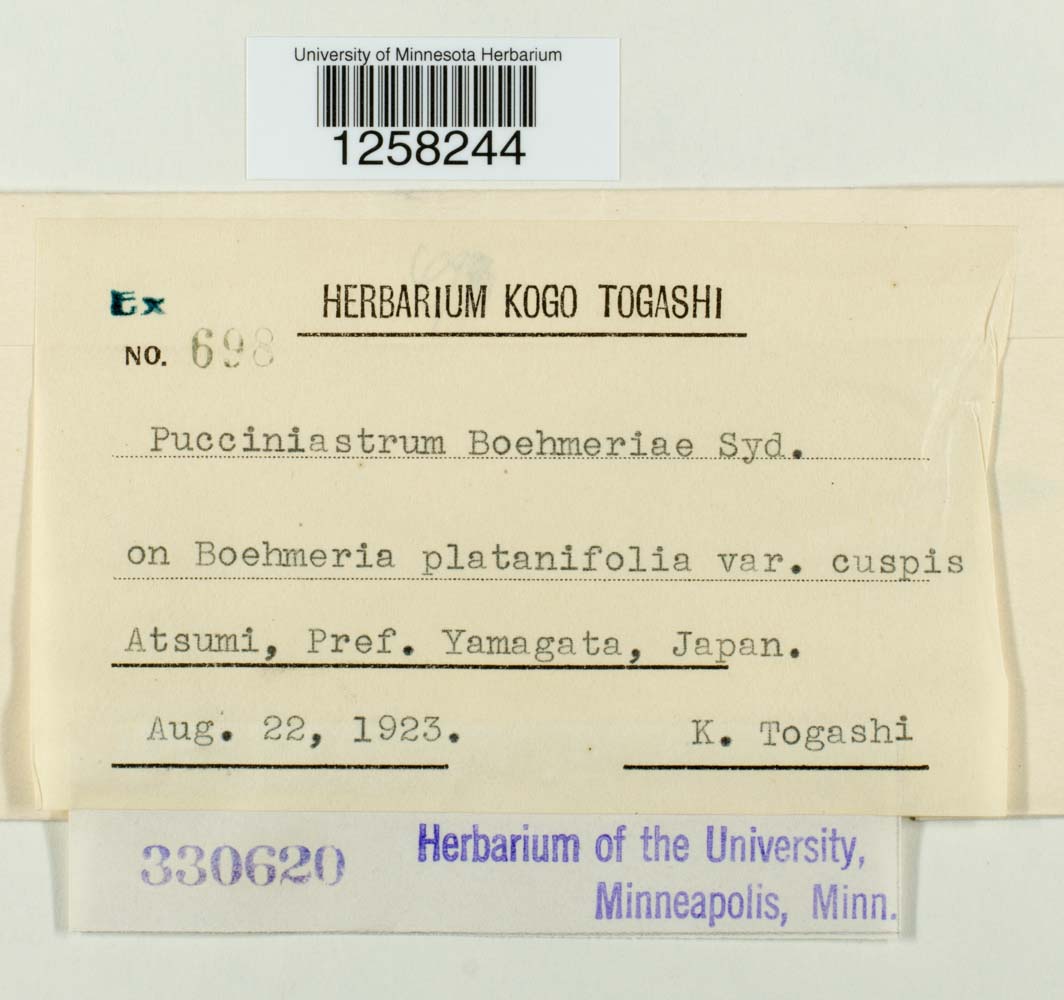 University of Minnesota Herbarium
1258244
Ex HERBARIUM KOGO TOGASHI
NO. 698
Pucciniastrum Boehmeriae Syd.
on Boehmeria platanifolia var. cuspis
Atsumi, Pref. Yamagata, Japan.
Aug. 22, 1923. K. Togashi
330620 Herbarium of the University,
Minneapolis, Minn.